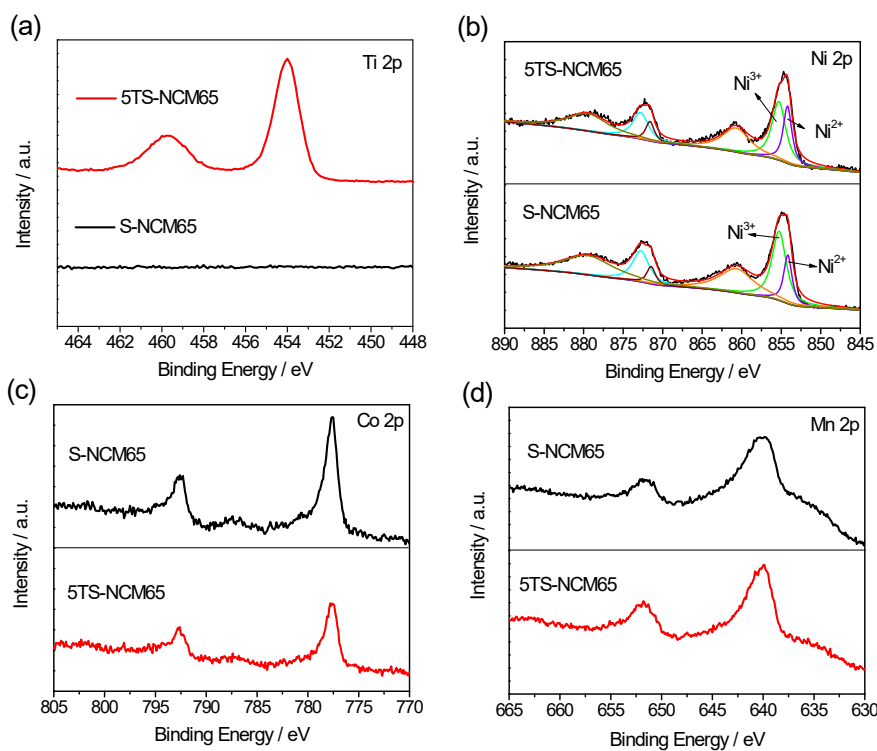 (a)
Ti 2p
5TS-NCM65
S-NCM65
Intensity / a.u.
464 462 460 458 456 454 452 450 448
Binding Energy / eV
(b)
Ni 2p
5TS-NCM65
Ni3+
Ni2+
S-NCM65
Ni3+
Ni2+
Intensity / a.u.
890 885 880 875 870 865 860 855 850 845
Binding Energy / eV
(c)
Co 2p
S-NCM65
5TS-NCM65
Intensity / a.u.
805 800 795 790 785 780 775 770
Binding Energy / eV
(d)
Mn 2p
S-NCM65
5TS-NCM65
Intensity / a.u.
665 660 655 650 645 640 635 630
Binding Energy / eV